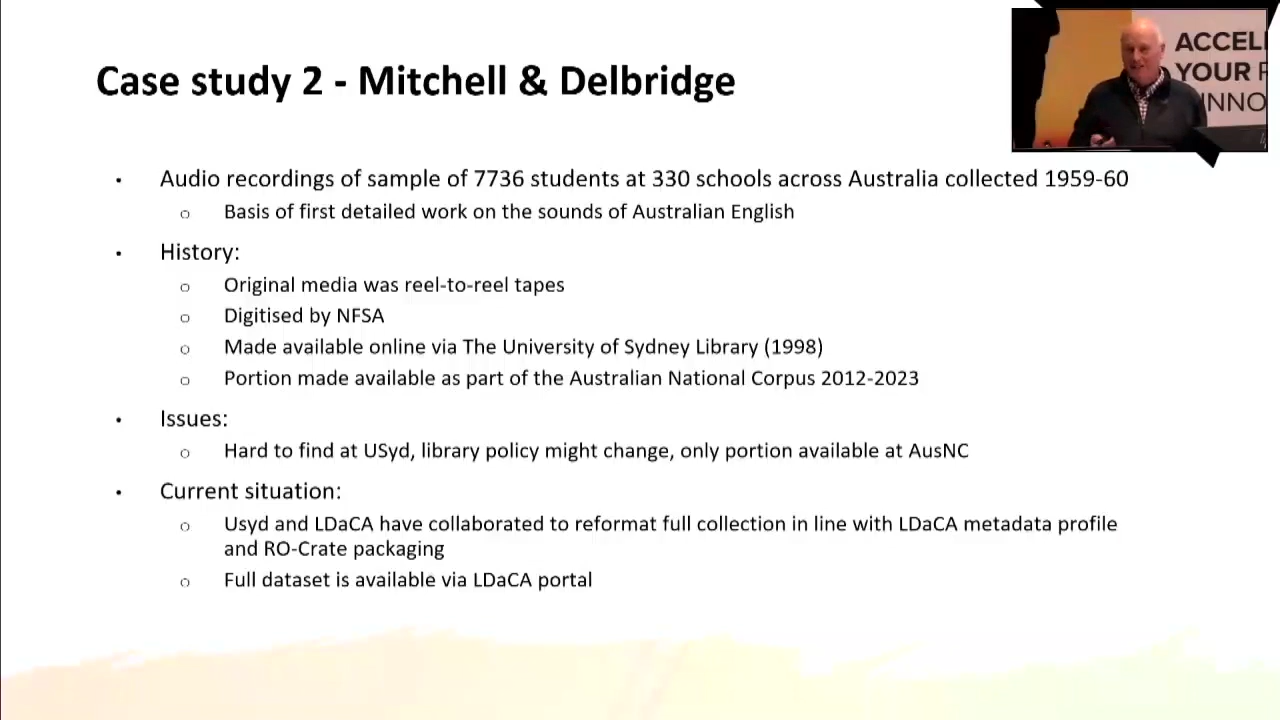 Case study 2 - Mitchell & Delbridge
ACCEL
YOUR
INNO
• Audio recordings of sample of 7736 students at 330 schools across Australia collected 1959-60
o Basis of first detailed work on the sounds of Australian English
• History:
o Original media was reel-to-reel tapes
o Digitised by NFSA
o Made available online via The University of Sydney Library (1998)
o Portion made available as part of the Australian National Corpus 2012-2023
• Issues:
o Hard to find at USyd, library policy might change, only portion available at AusNC
• Current situation:
o Usyd and LDaCA have collaborated to reformat full collection in line with LDaCA metadata profile
and RO-Crate packaging
o Full dataset is available via LDaCA portal